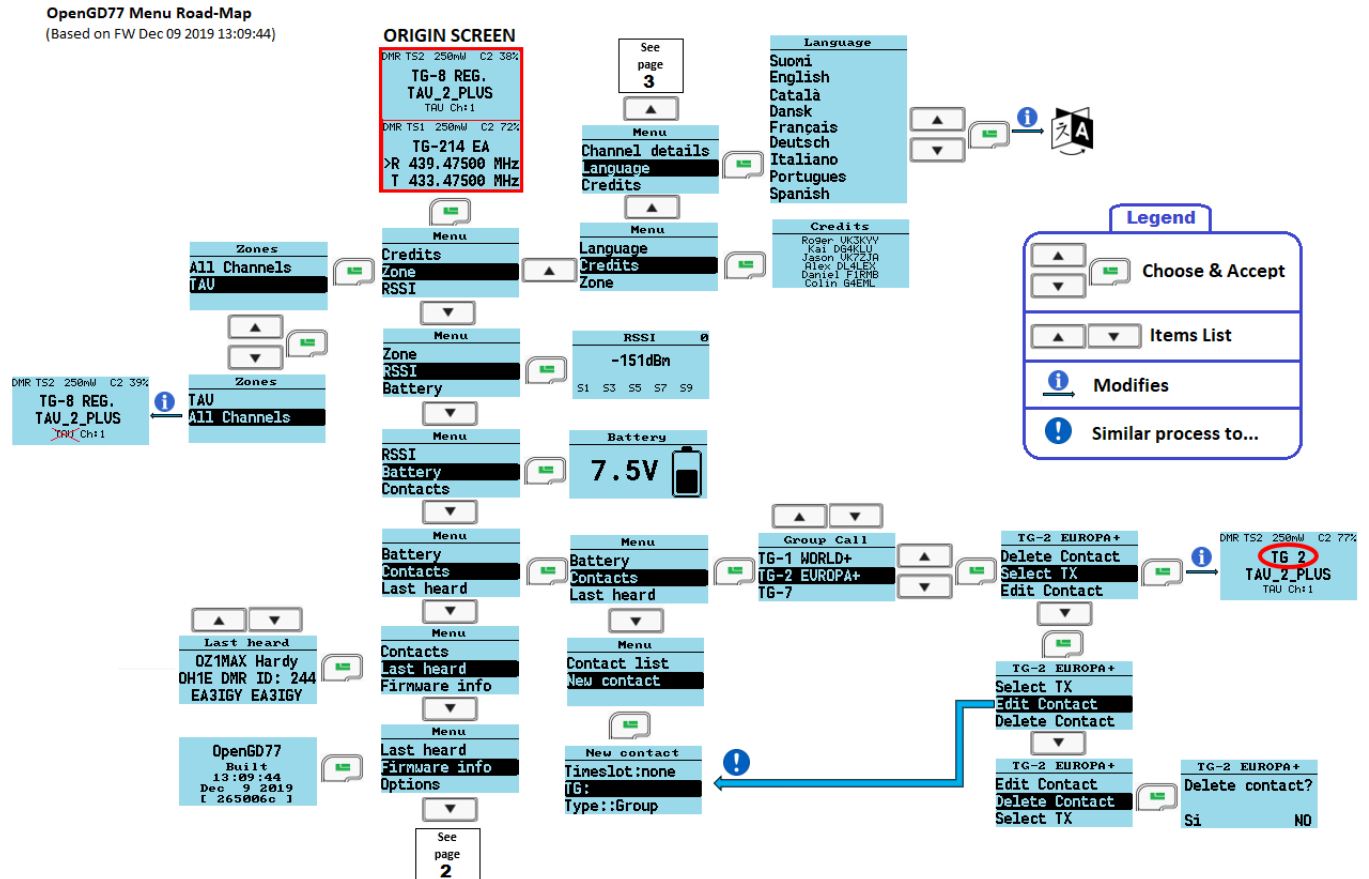 OpenGD77 Menu Road-Map
(Based on FW Dec 09 2019 13:09:44)
ORIGIN SCREEN
DMR TS2 250mW C2 38%
TG-8 REG.
TAV_2_PLUS
TAU Ch:1
DMR TS1 250mW C2 72%
TG-214 EA
>R 439.47500 MHz
T 433.47500 MHz
See
page
3
Menu
Channel details
Language
Credits
Language
Suomi
English
Català
Dansk
Français
Deutsch
Italiano
Portugues
Spanish
文A
Menu
Language
Credits
Zone
Credits
Roger VK3KYY
Kai DG4KLU
Jason VK7ZJA
Alex DL4LEX
Daniel F1RMB
Colin G4EML
Legend
Choose & Accept
Items List
Modifies
Similar process to...
Zones
All Channels
TAU
Menu
Credits
Zone
RSSI
Zones
TAU
All Channels
DMR TS2 250mW C2 39%
TG-8 REG.
TAV_2_PLUS
TAU Ch:1
Menu
Zone
RSSI
Battery
RSSI 0
-151dBm
S1 S3 S5 S7 S9
Menu
RSSI
Battery
Contacts
Battery
7.5V
Menu
Battery
Contacts
Last heard
Menu
Battery
Contacts
Last heard
Group Call
TG-1 WORLD+
TG-2 EUROPA+
TG-7
TG-2 EUROPA+
Delete Contact
Select TX
Edit Contact
DMR TS2 250mW C2 77%
TG 2
TAV_2_PLUS
TAU Ch:1
Last heard
OZ1MAX Hardy
OH1E DMR ID: 244
EA3IGY EA3IGY
Menu
Contacts
Last heard
Firmware info
Menu
Contact list
New contact
TG-2 EUROPA+
Select TX
Edit Contact
Delete Contact
OpenGD77
Built
13:09:44
Dec 9 2019
[ 265006c ]
Menu
Last heard
Firmware info
Options
New contact
Timeslot:none
TG:
Type::Group
TG-2 EUROPA+
Edit Contact
Delete Contact
Select TX
TG-2 EUROPA+
Delete contact?
Si NO
See
page
2